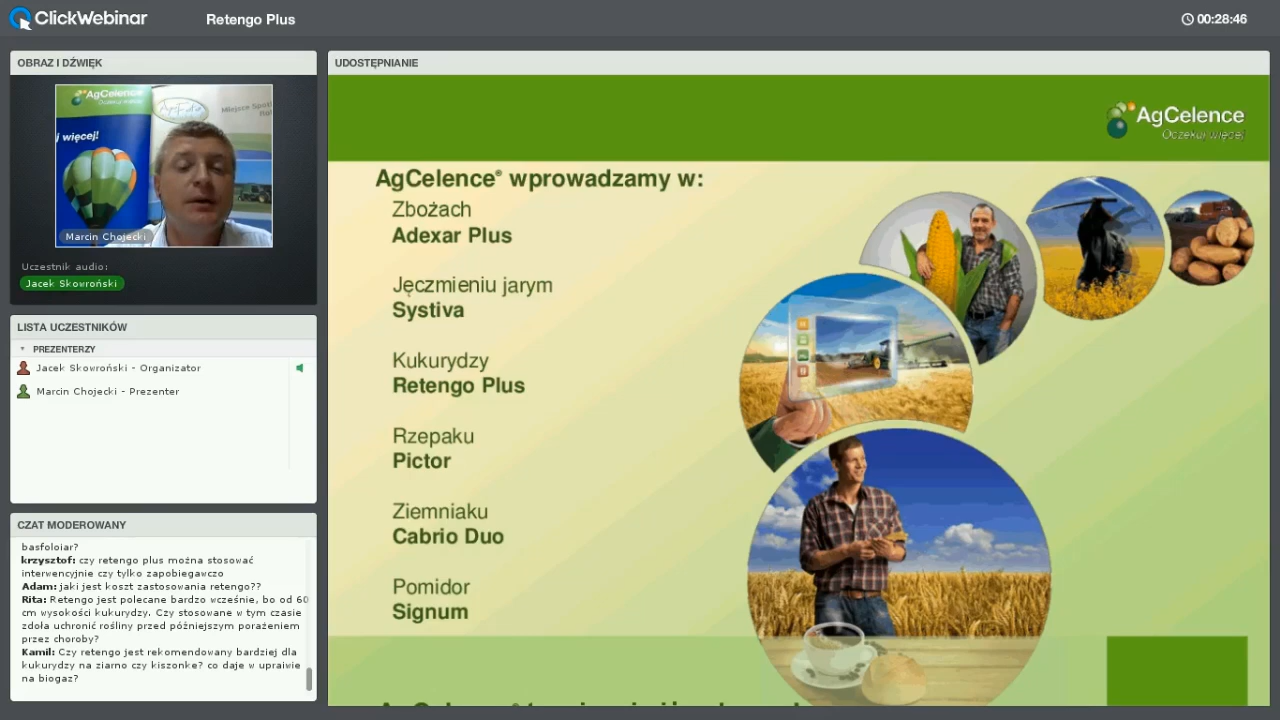 ClickWebinar
Retengo Plus
00:28:46
OBRAZ I DŹWIĘK
AgCelence
j więcej!
Marcin Chojecki
Uczestnik audio:
Jacek Skowroński
LISTA UCZESTNIKÓW
PREZENTERZY
Jacek Skowroński - Organizator
Marcin Chojecki - Prezenter
CZAT MODEROWANY
basfoloiar?
krzysztof: czy retengo plus można stosować
interwencyjnie czy tylko zapobiegawczo
Adam: jaki jest koszt zastosowania retengo??
Rita: Retengo jest polecane bardzo wcześnie, bo od 60
cm wysokości kukurydzy. Czy stosowane w tym czasie
zdoła uchronić rośliny przed późniejszym porażeniem
przez choroby?
Kamil: Czy retengo jest rekomendowany bardziej dla
kukurydzy na ziarno czy kiszonke? co daje w upraiwie
na biogaz?
UDOSTĘPNIANIE
AgCelence
Oczekuj więcej
AgCelence® wprowadzamy w:
Zbożach
Adexar Plus
Jęczmieniu jarym
Systiva
Kukurydzy
Retengo Plus
Rzepaku
Pictor
Ziemniaku
Cabrio Duo
Pomidor
Signum